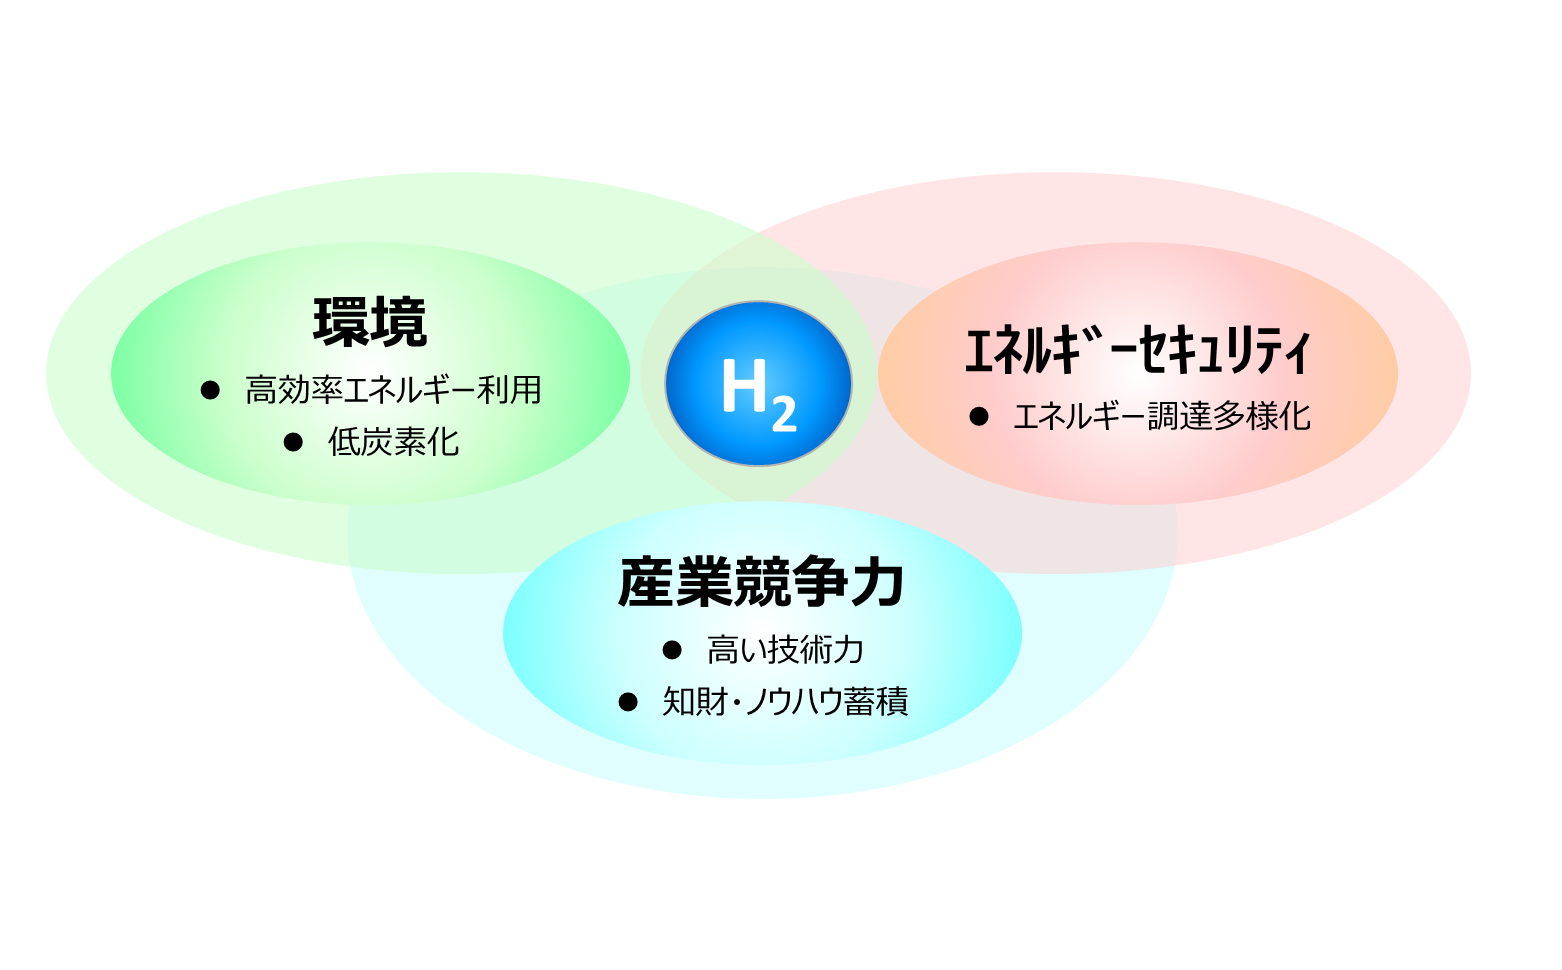 環境
● 高効率エネルギー利用
● 低炭素化
H₂
ｴﾈﾙｷﾞｰｾｷｭﾘﾃｨ
● エネルギー調達多様化
産業競争力
● 高い技術力
● 知財・ノウハウ蓄積